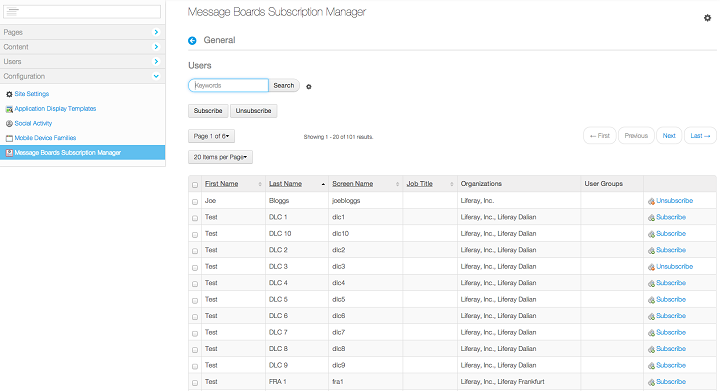 Message Boards Subscription Manager
Pages
Content
Users
Configuration
Site Settings
Application Display Templates
Social Activity
Mobile Device Families
Message Boards Subscription Manager
General
Users
Keywords Search
Subscribe Unsubscribe
Page 1 of 6 Showing 1 - 20 of 101 results. ← First Previous Next Last →
20 Items per Page
First Name Last Name Screen Name Job Title Organizations User Groups
Joe Bloggs joebloggs Liferay, Inc. Unsubscribe
Test DLC 1 dlc1 Liferay, Inc., Liferay Dalian Subscribe
Test DLC 10 dlc10 Liferay, Inc., Liferay Dalian Subscribe
Test DLC 2 dlc2 Liferay, Inc., Liferay Dalian Subscribe
Test DLC 3 dlc3 Liferay, Inc., Liferay Dalian Unsubscribe
Test DLC 4 dlc4 Liferay, Inc., Liferay Dalian Subscribe
Test DLC 5 dlc5 Liferay, Inc., Liferay Dalian Subscribe
Test DLC 6 dlc6 Liferay, Inc., Liferay Dalian Subscribe
Test DLC 7 dlc7 Liferay, Inc., Liferay Dalian Subscribe
Test DLC 8 dlc8 Liferay, Inc., Liferay Dalian Subscribe
Test DLC 9 dlc9 Liferay, Inc., Liferay Dalian Subscribe
Test FRA 1 fra1 Liferay, Inc., Liferay Frankfurt Subscribe